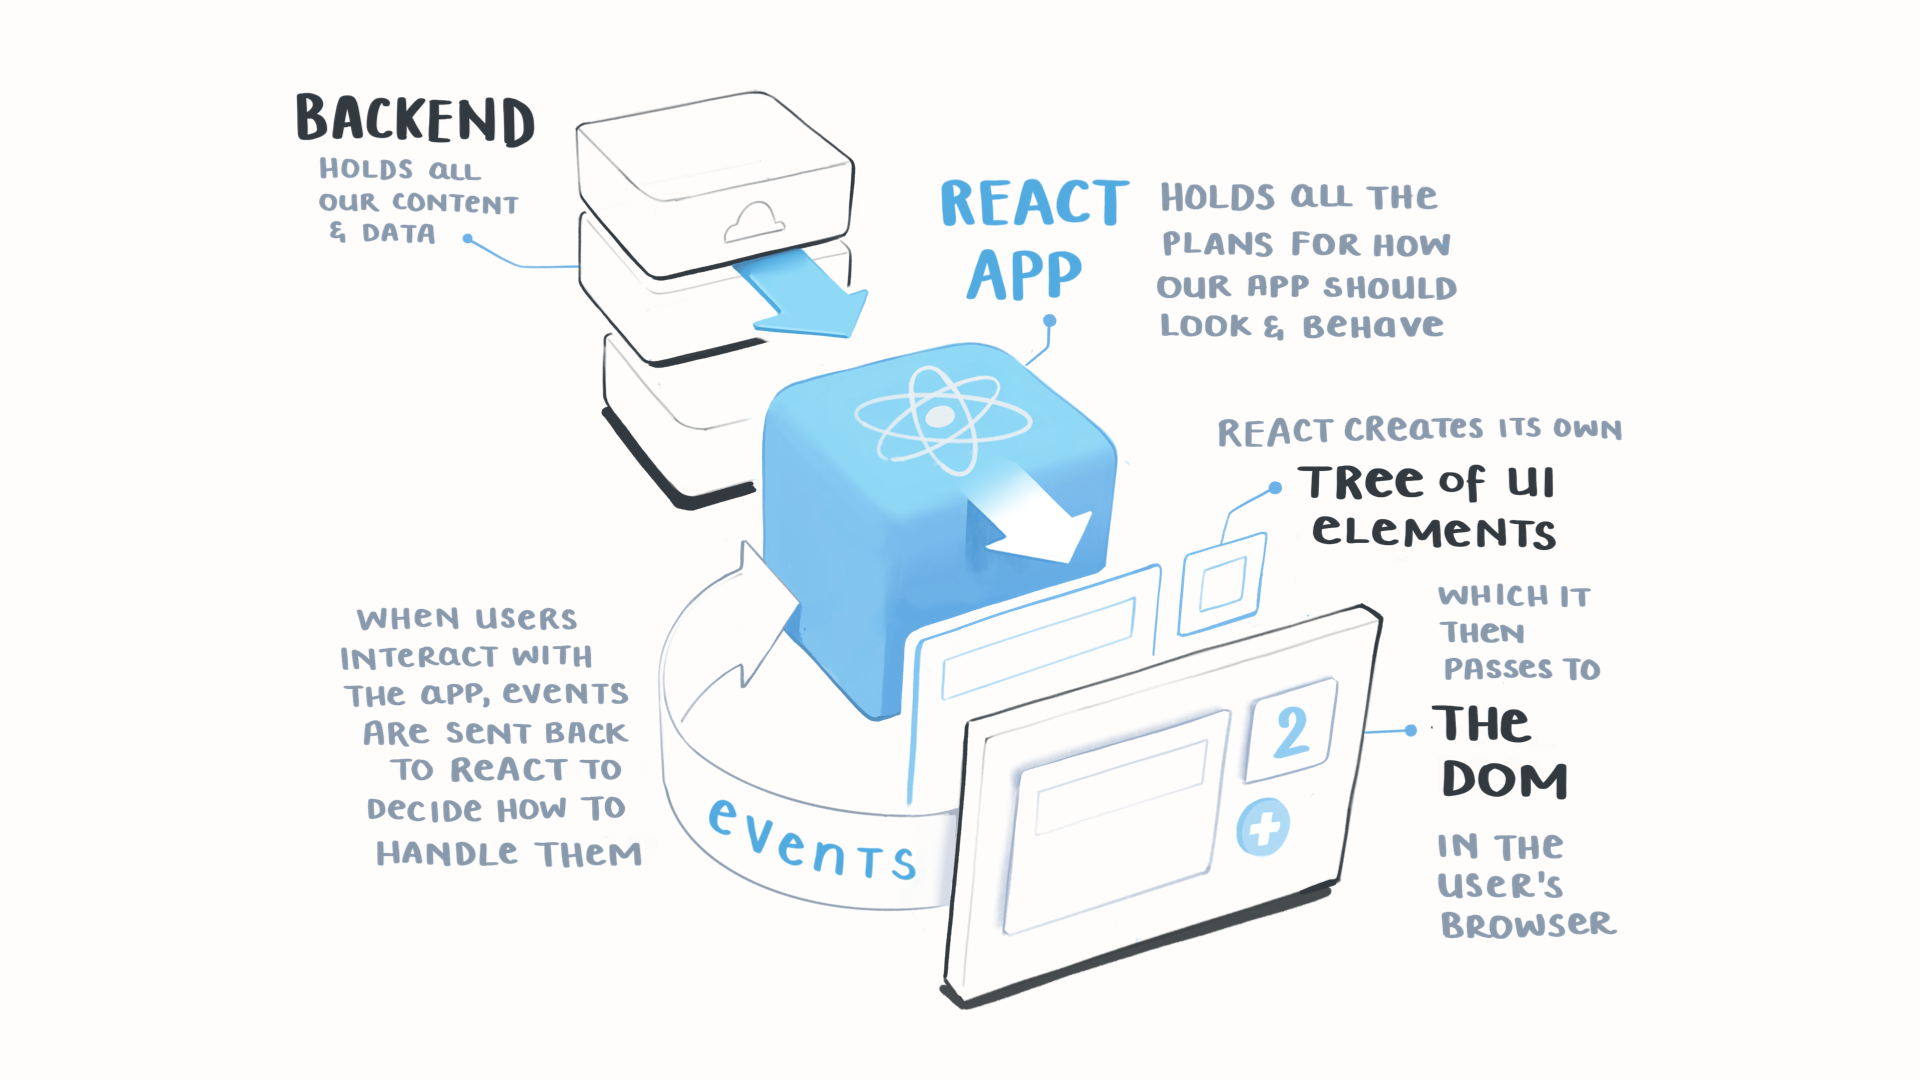 BACKEND
HOLDS ALL
OUR CONTENT
& DATA
REACT
APP
HOLDS ALL THE
PLANS FOR HOW
OUR APP SHOULD
LOOK & BEHAVE
REACT CREATES ITS OWN
TREE OF UI
ELEMENTS
WHICH IT
THEN
PASSES TO
THE
DOM
IN THE
USER'S
BROWSER
2
WHEN USERS
INTERACT WITH
THE APP, EVENTS
ARE SENT BACK
TO REACT TO
DECIDE HOW TO
HANDLE THEM
events